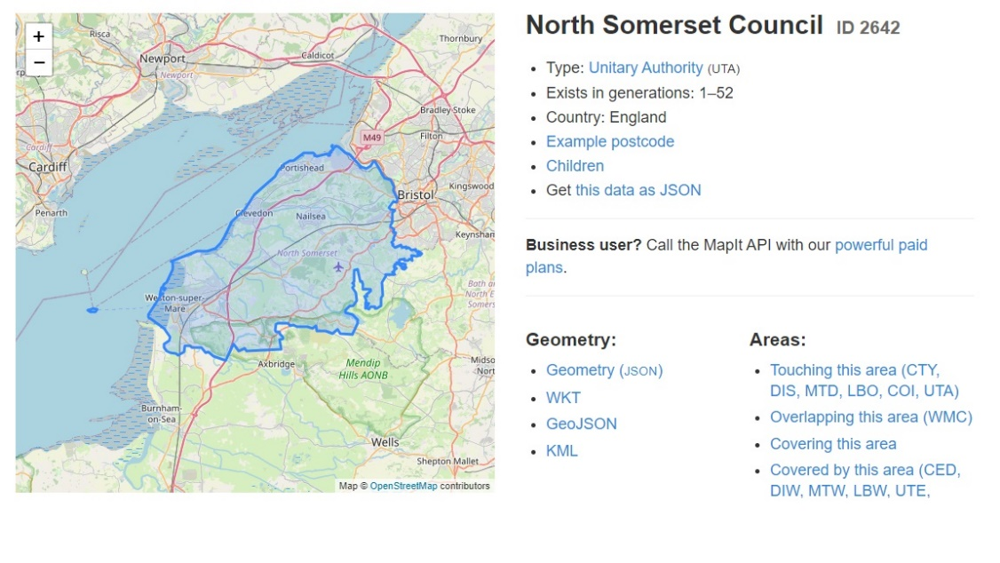 +
−
Risca
Newport
Newport
Caldicot
Thornbury
M49
Bradley Stoke
Filton
Cardiff
Cardiff
Portishead
Bristol
Kingswood
Penarth
Clevedon
Nailsea
Keynsham
North Somerset
Weston-super-
Mare
Bath a
North E
Somers
Axbridge
Mendip
Hills AONB
Midso
Nort
Burnham-
on-Sea
Wells
Shepton Mallet
Map © OpenStreetMap contributors
North Somerset Council ID 2642
• Type: Unitary Authority (UTA)
• Exists in generations: 1–52
• Country: England
• Example postcode
• Children
• Get this data as JSON
Business user? Call the MapIt API with our powerful paid
plans.
Geometry:
• Geometry (JSON)
• WKT
• GeoJSON
• KML
Areas:
• Touching this area (CTY,
DIS, MTD, LBO, COI, UTA)
• Overlapping this area (WMC)
• Covering this area
• Covered by this area (CED,
DIW, MTW, LBW, UTE,